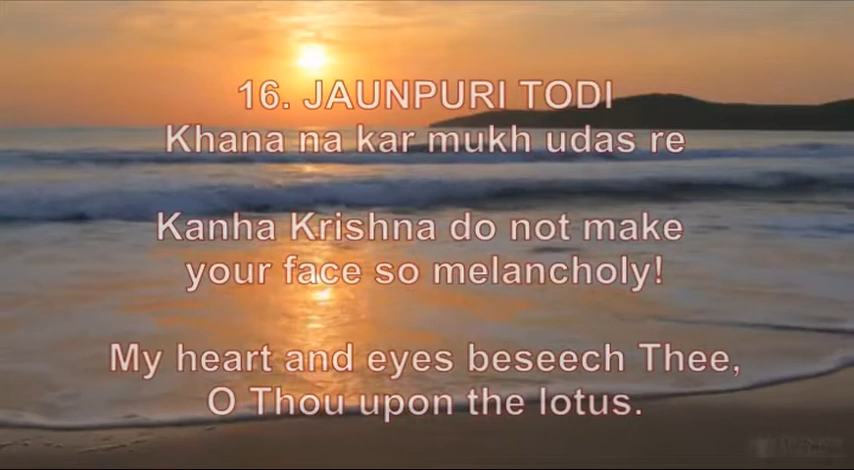 16. JAUNPURI TODI
Khana na kar mukh udas re
Kanha Krishna do not make
your face so melancholy!
My heart and eyes beseech Thee,
O Thou upon the lotus.